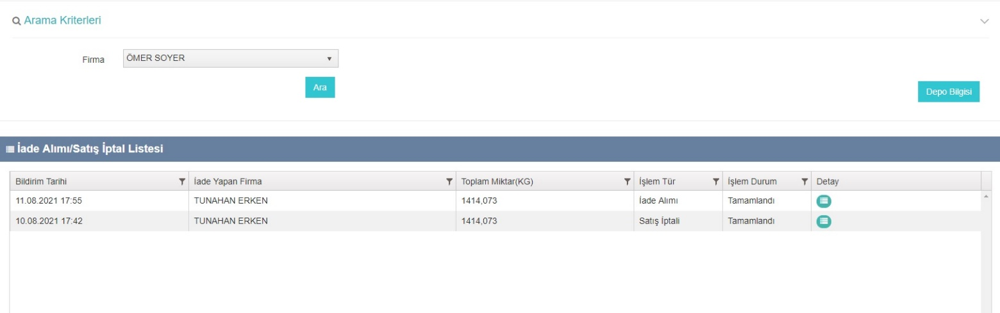 Arama Kriterleri
Firma ÖMER SOYER
Ara
Depo Bilgisi
İade Alımı/Satış İptal Listesi
Bildirim Tarihi İade Yapan Firma Toplam Miktar(KG) İşlem Tür İşlem Durum Detay
11.08.2021 17:55 TUNAHAN ERKEN 1414,073 İade Alımı Tamamlandı
10.08.2021 17:42 TUNAHAN ERKEN 1414,073 Satış İptali Tamamlandı